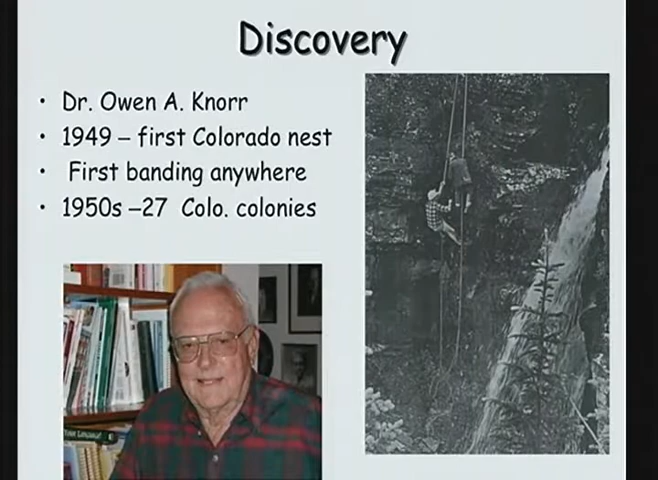 Discovery
• Dr. Owen A. Knorr
• 1949 – first Colorado nest
• First banding anywhere
• 1950s –27 Colo. colonies